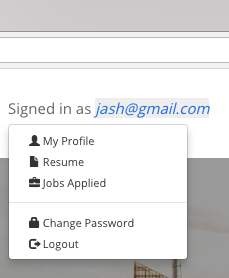 Signed in as jash@gmail.com
My Profile
Resume
Jobs Applied
Change Password
Logout